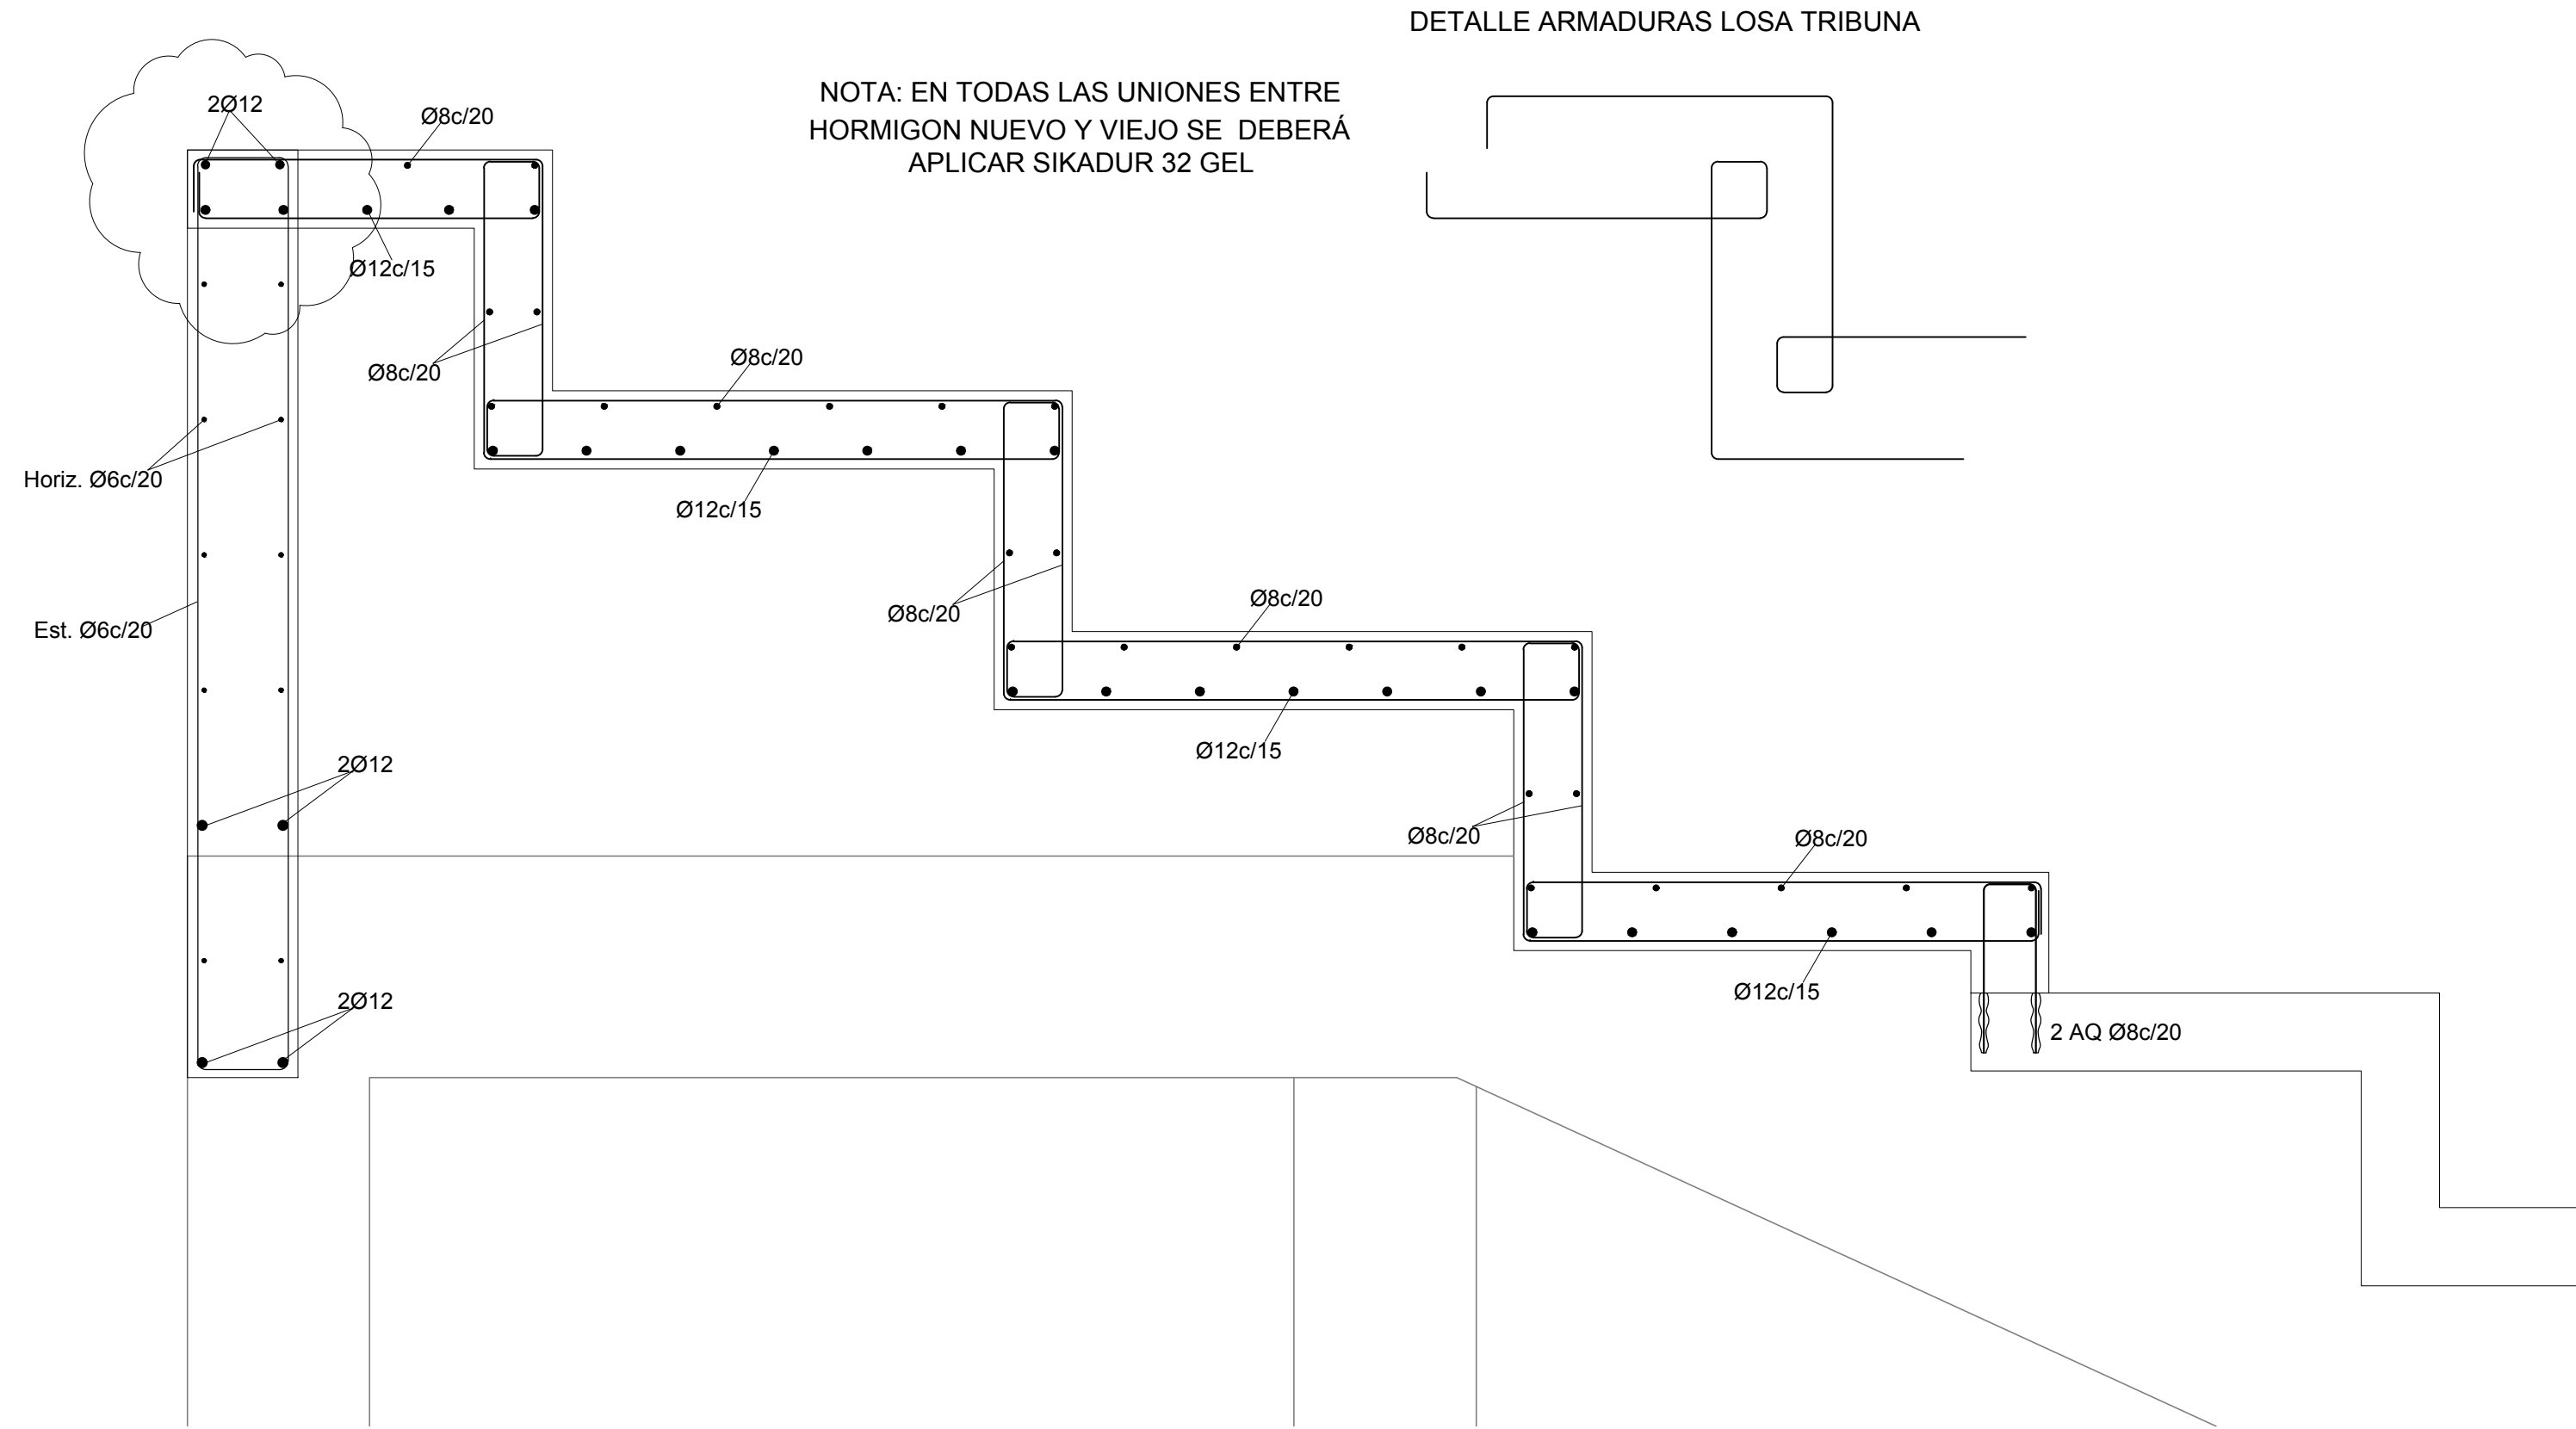 DETALLE ARMADURAS LOSA TRIBUNA
NOTA: EN TODAS LAS UNIONES ENTRE
HORMIGON NUEVO Y VIEJO SE DEBERÁ
APLICAR SIKADUR 32 GEL
2Ø12
Ø8c/20
Ø12c/15
Ø8c/20
Ø8c/20
Horiz. Ø6c/20
Ø12c/15
Ø8c/20
Ø8c/20
Est. Ø6c/20
Ø12c/15
2Ø12
Ø8c/20
Ø8c/20
Ø12c/15
2Ø12
2 AQ Ø8c/20